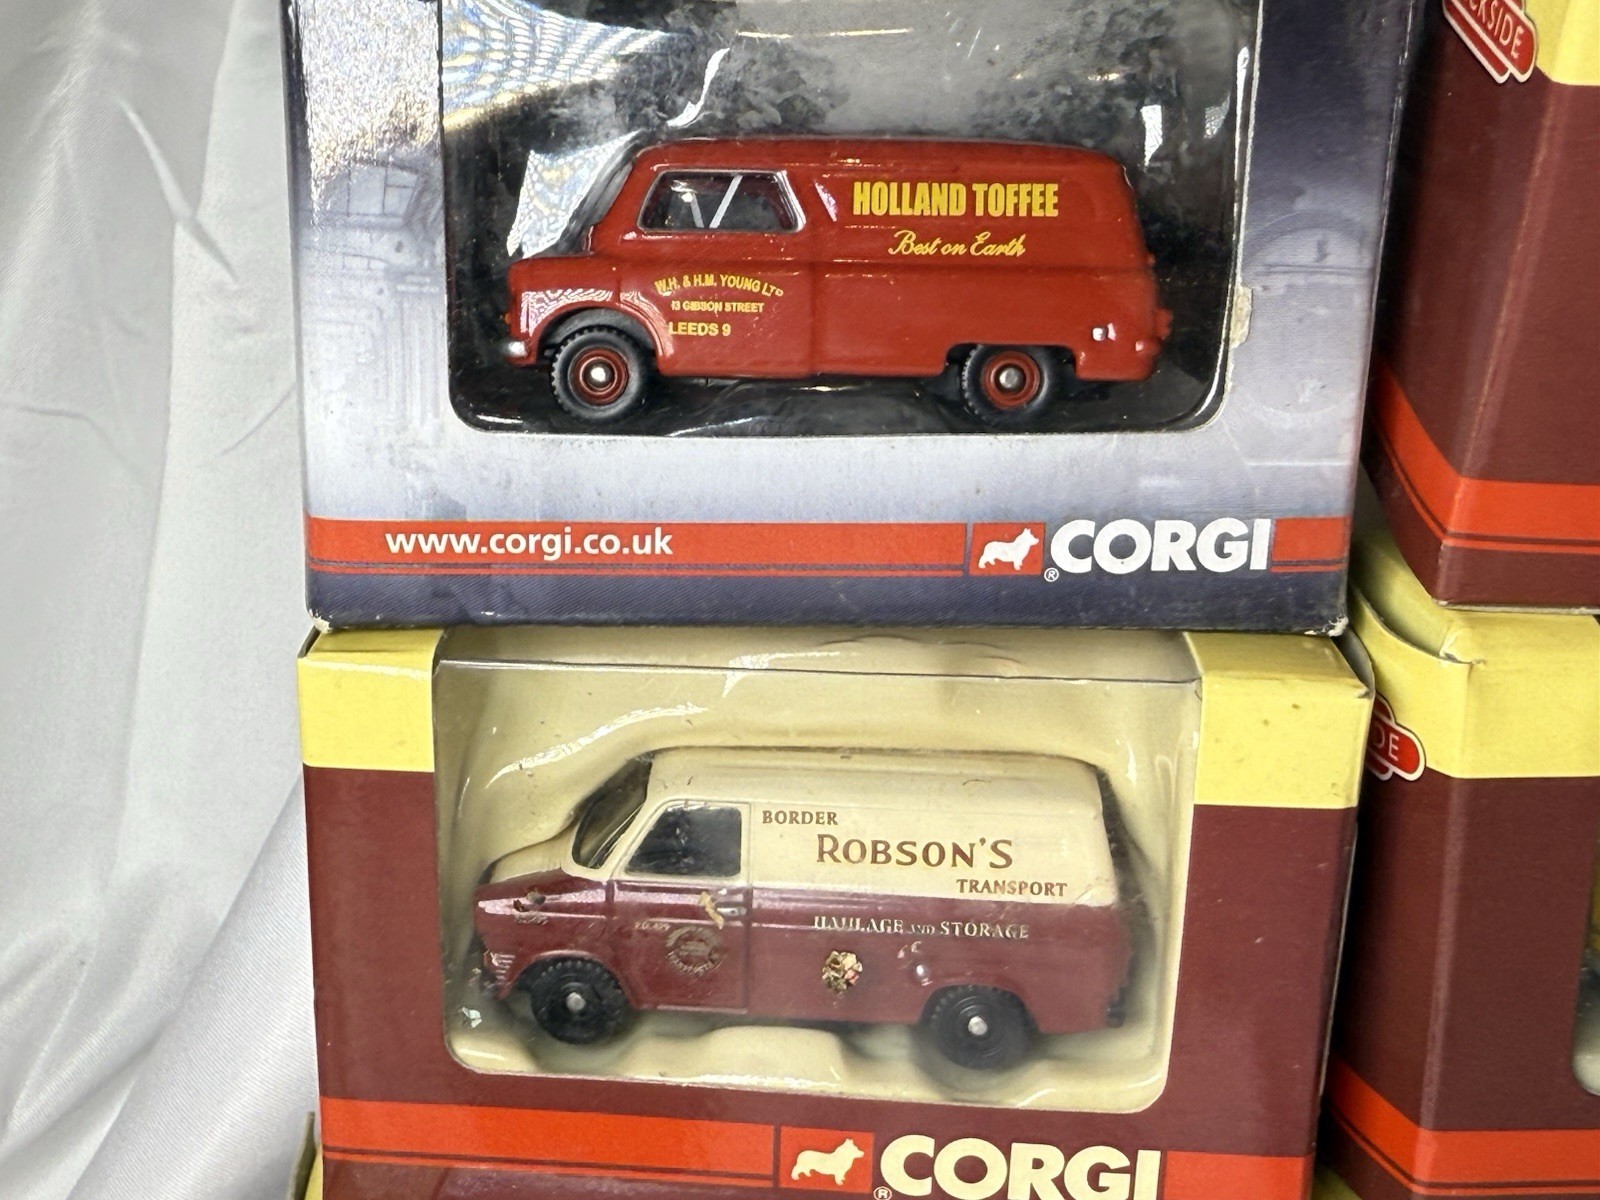 HOLLAND TOFFEE
Best on Earth
W.H. & H.M. YOUNG LTD
13 GIBSON STREET
LEEDS 9
www.corgi.co.uk
CORGI
®
BORDER
ROBSON'S
TRANSPORT
HAULAGE AND STORAGE
CORGI
®